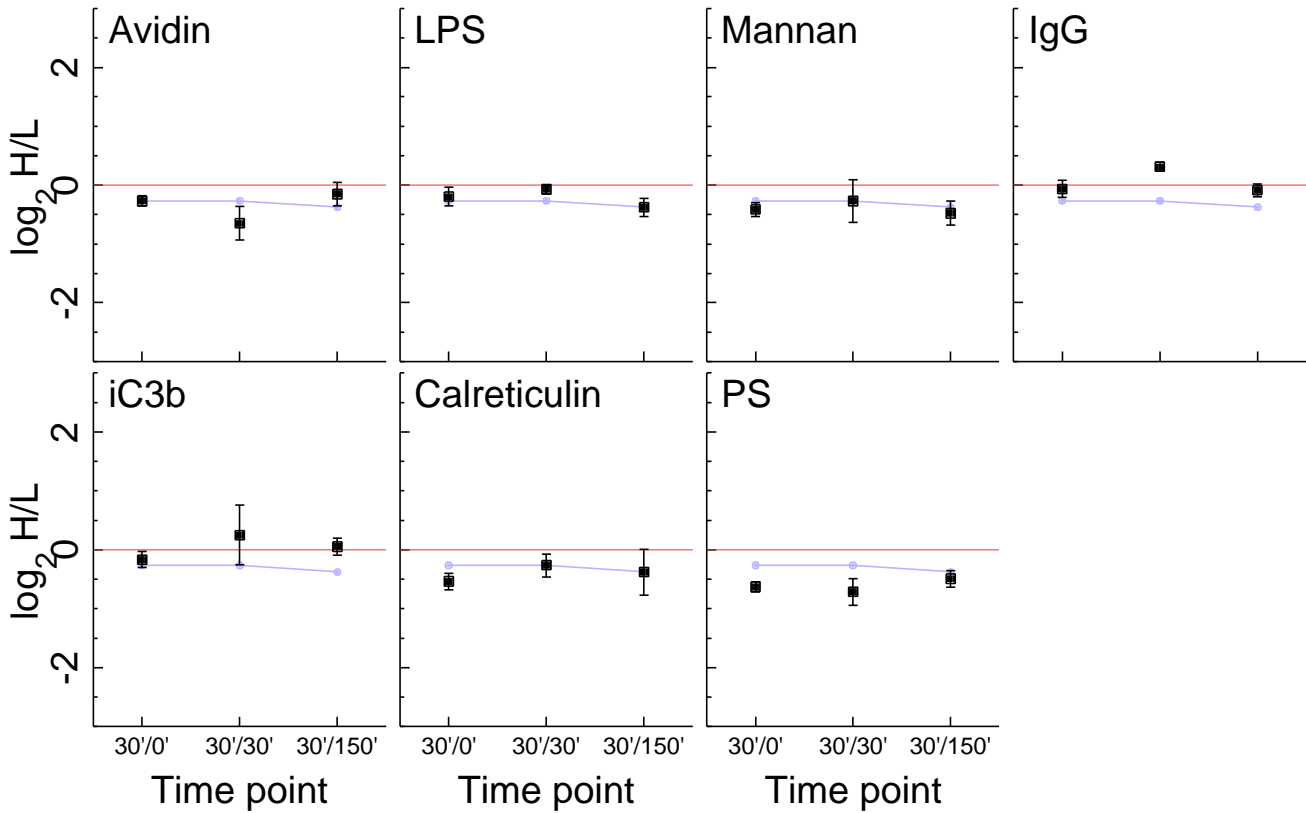 Avidin
LPS
Mannan
IgG
log2 H/L
2
0
-2
iC3b
Calreticulin
PS
log2 H/L
2
0
-2
30'/0' 30'/30' 30'/150'
30'/0' 30'/30' 30'/150'
30'/0' 30'/30' 30'/150'
Time point
Time point
Time point